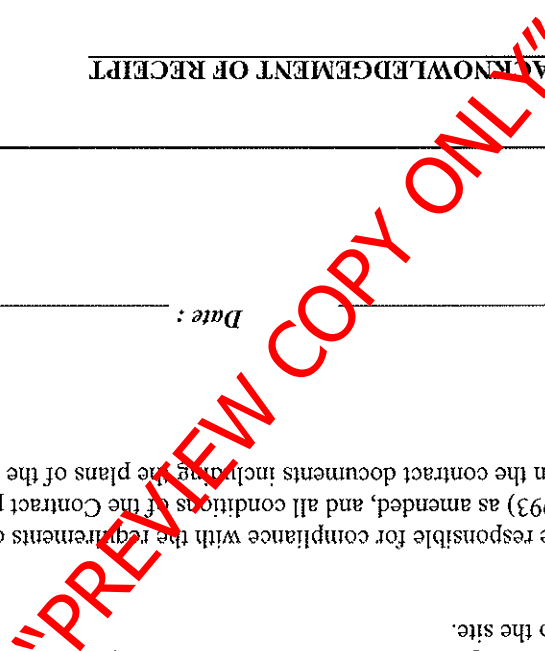 o the site.
e responsible for compliance with the requirements
993) as amended, and all conditions of the Contract
n the contract documents including the plans of the
Date :
ACKNOWLEDGEMENT OF RECEIPT
"PREVIEW COPY ONLY"